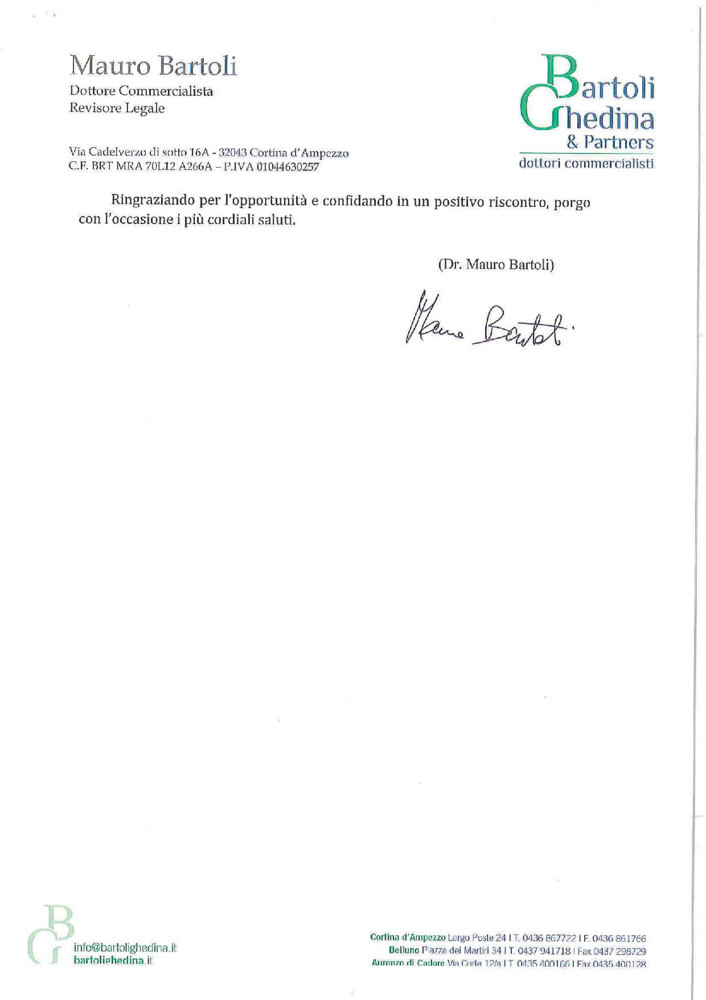 Mauro Bartoli
Dottore Commercialista
Revisore Legale
Via Cadelverzo di sotto 16A - 32043 Cortina d'Ampezzo
C.F. BRT MRA 70L12 A266A – P.IVA 01044630257
Bartoli
Ghedina
& Partners
dottori commercialisti
Ringraziando per l'opportunità e confidando in un positivo riscontro, porgo
con l'occasione i più cordiali saluti.
(Dr. Mauro Bartoli)
Mauro Bartoli
BG
info@bartolighedina.it
bartolighedina.it
Cortina d'Ampezzo Largo Poste 24 I T. 0436 867722 I F. 0436 861766
Belluno Piazza dei Martiri 34 I T. 0437 941718 I Fax 0437 298729
Auronzo di Cadore Via Corte 12/a I T 0435 400166 I Fax 0435 400128